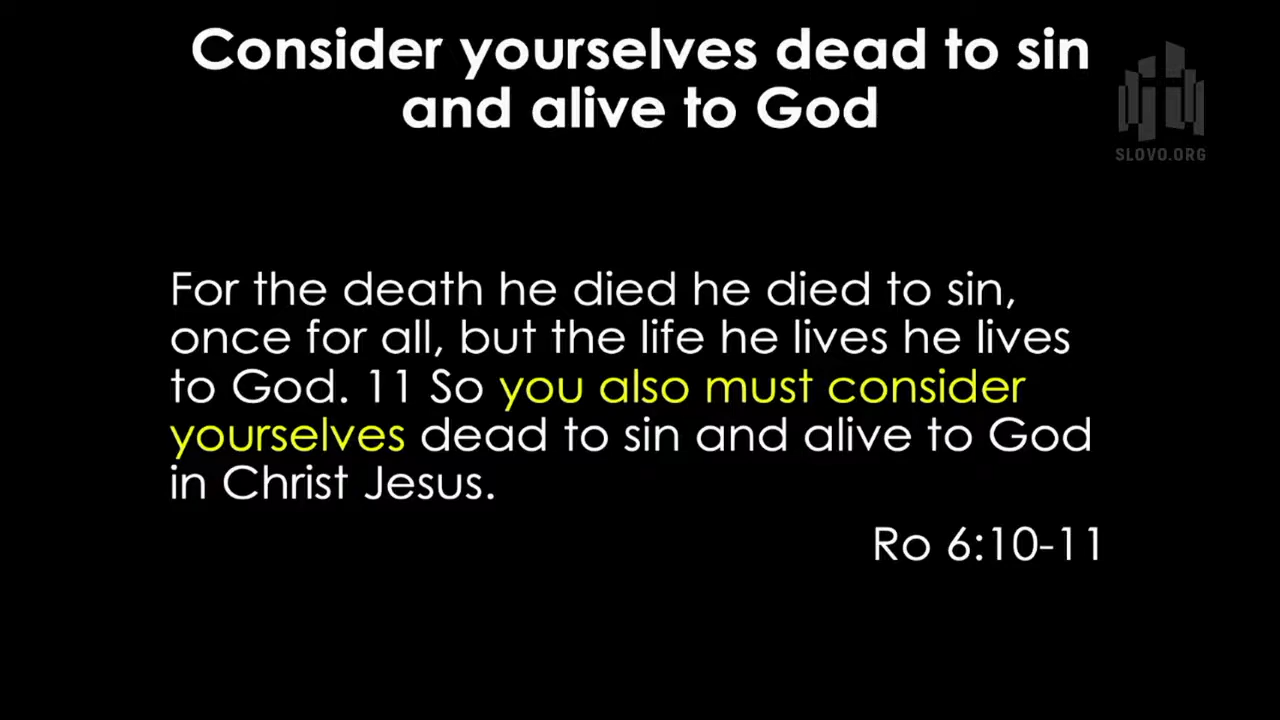 Consider yourselves dead to sin
and alive to God
SLOVO.ORG
For the death he died he died to sin,
once for all, but the life he lives he lives
to God. 11 So you also must consider
yourselves dead to sin and alive to God
in Christ Jesus.
Ro 6:10-11